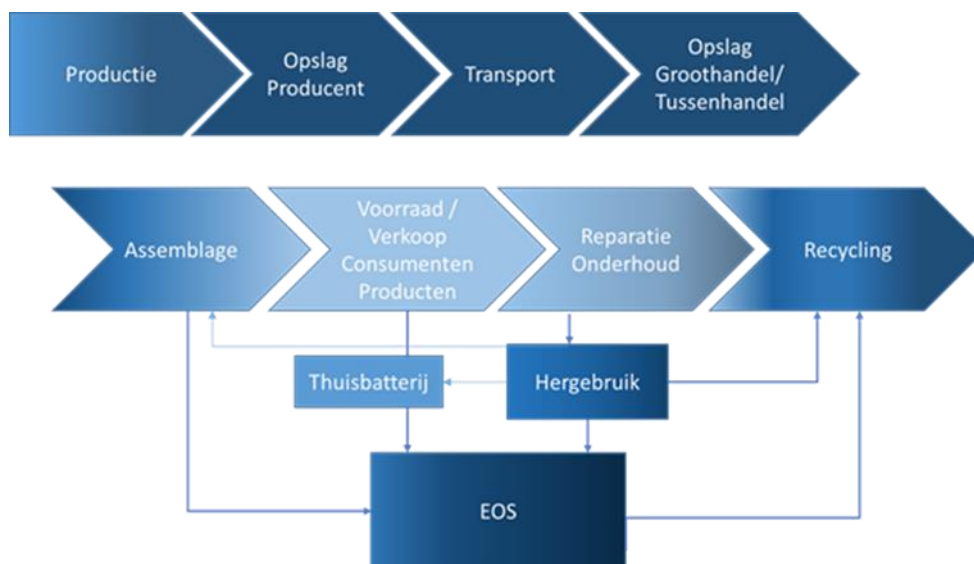 Productie
Opslag
Producent
Transport
Opslag
Groothandel/
Tussenhandel
Assemblage
Voorraad /
Verkoop
Consumenten
Producten
Reparatie
Onderhoud
Recycling
Thuisbatterij
Hergebruik
EOS